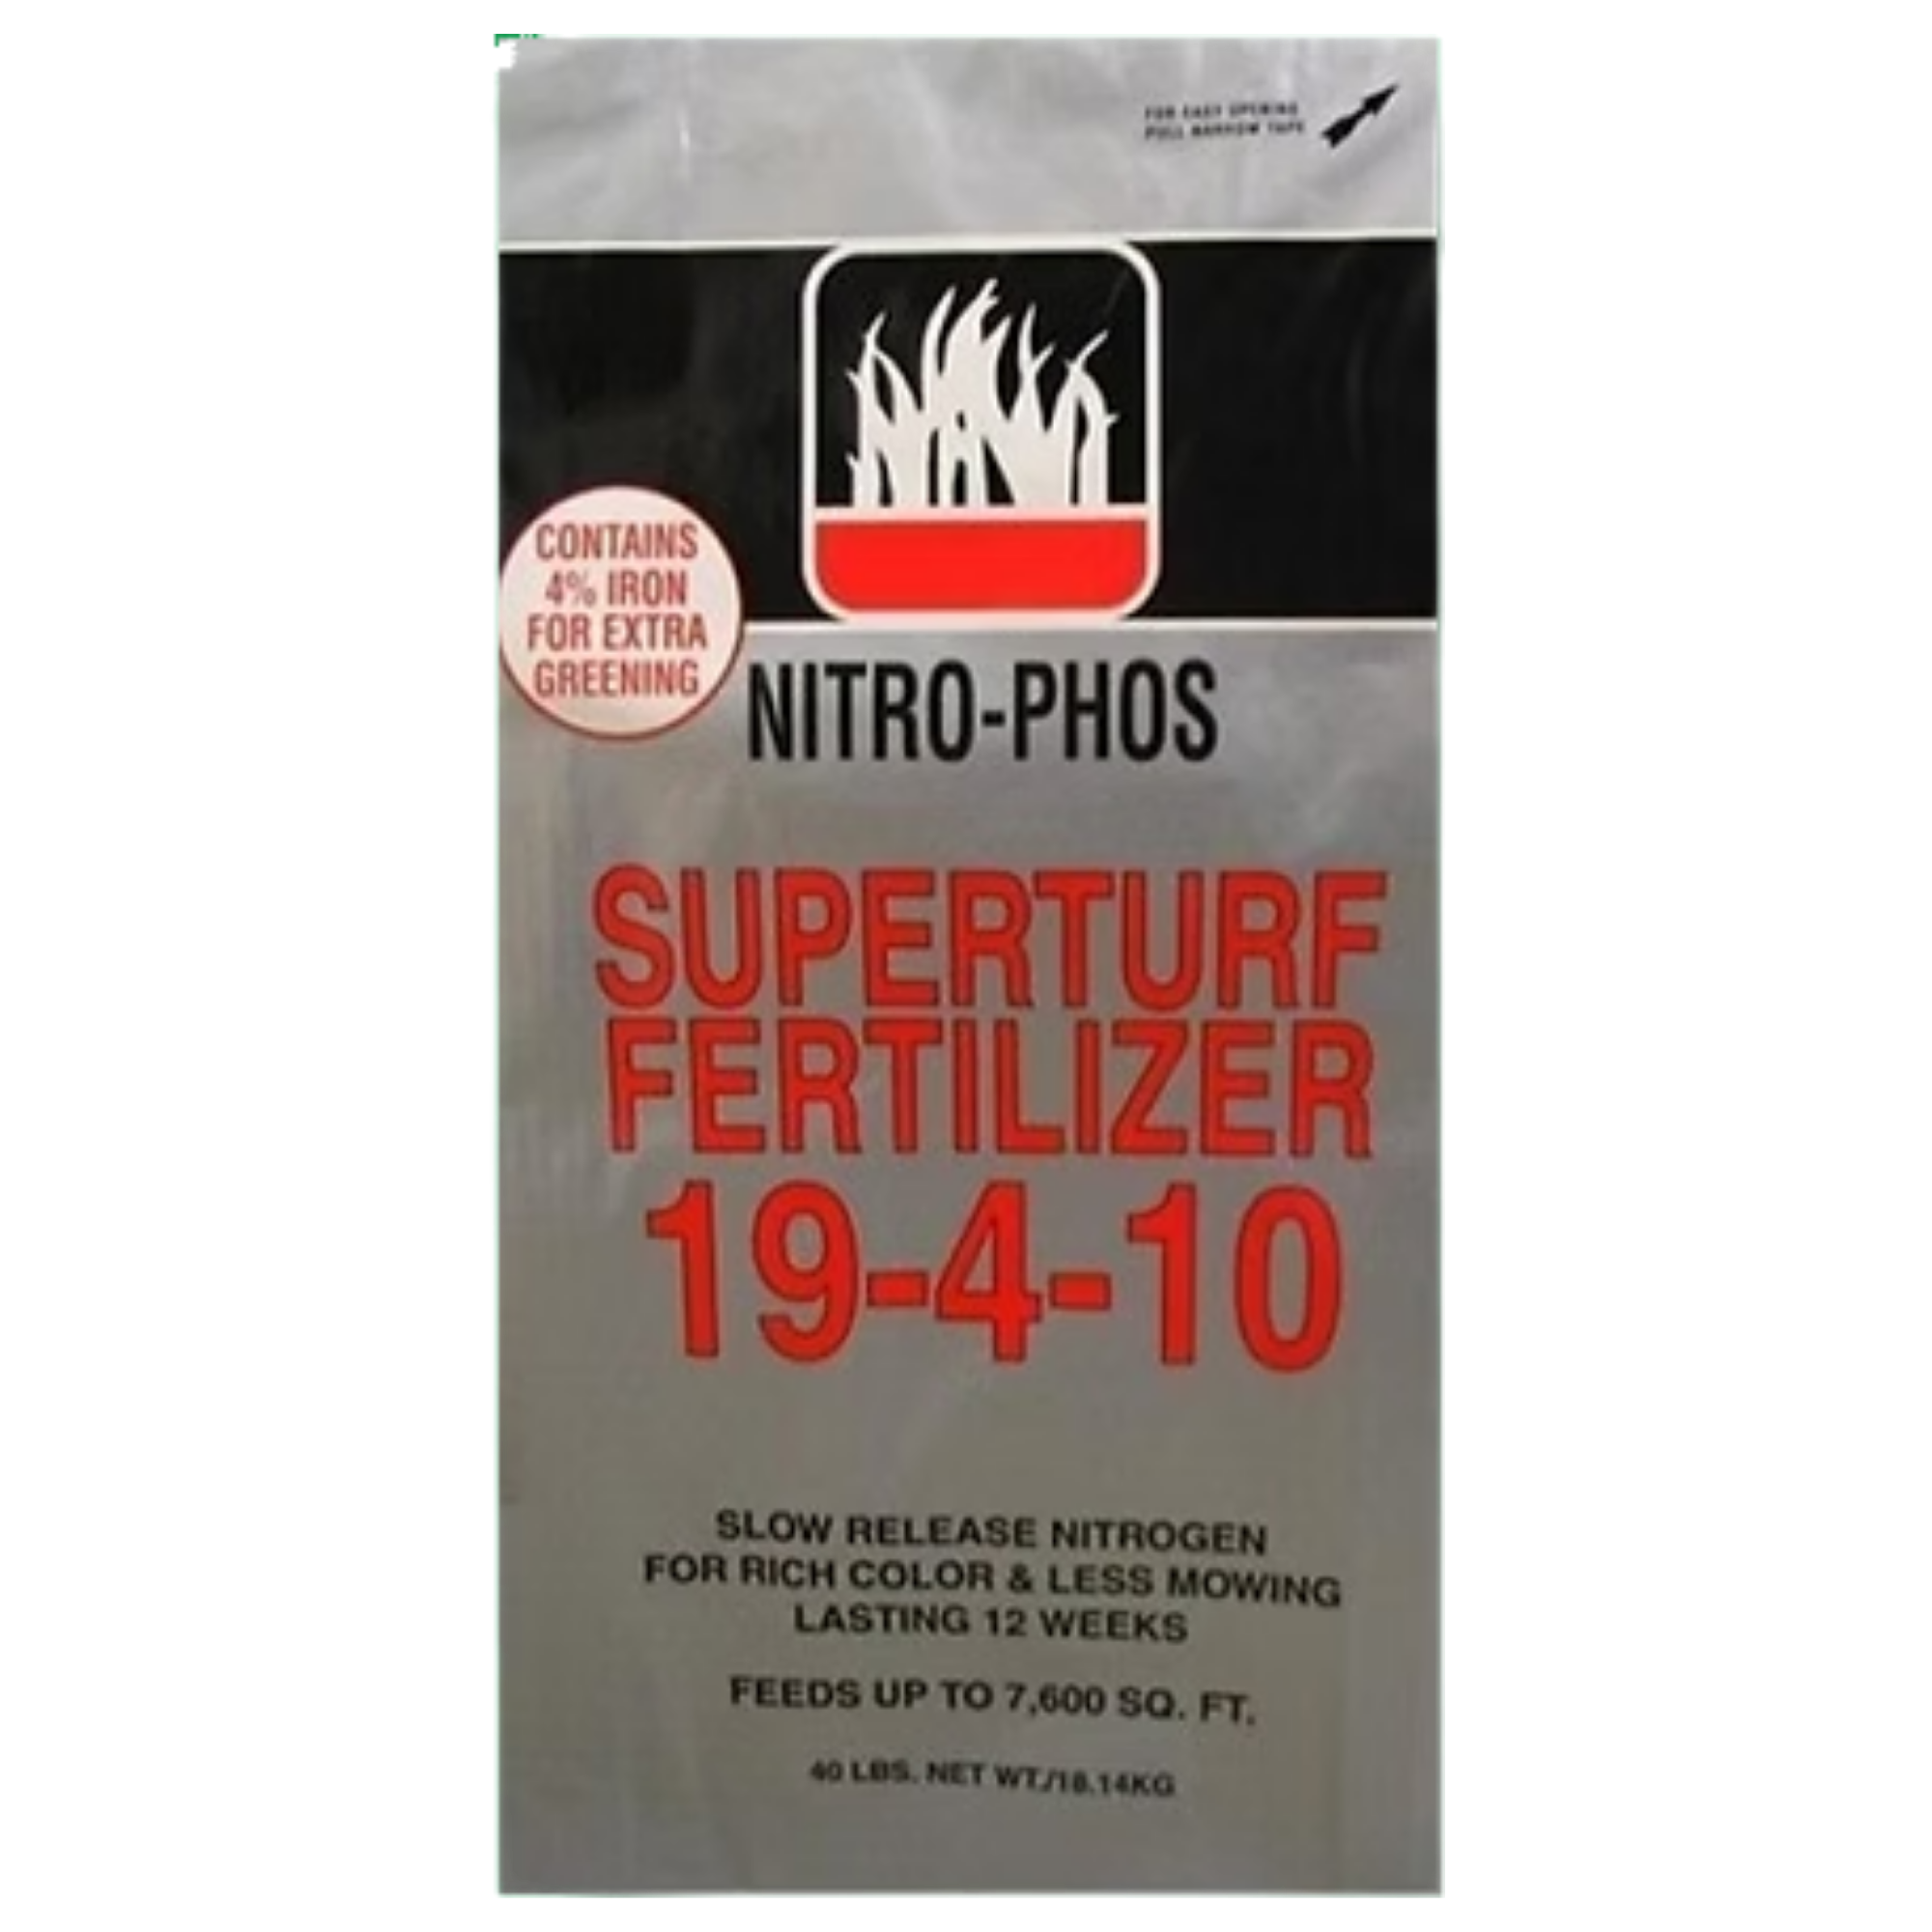 FOR EASY OPENING
PULL NARROW TAPE
CONTAINS
4% IRON
FOR EXTRA
GREENING
NITRO-PHOS
SUPERTURF
FERTILIZER
19-4-10
SLOW RELEASE NITROGEN
FOR RICH COLOR & LESS MOWING
LASTING 12 WEEKS
FEEDS UP TO 7,600 SQ. FT.
40 LBS. NET WT./18.14KG